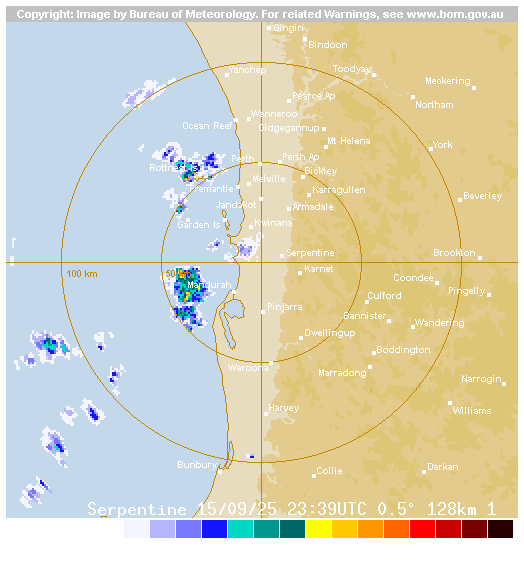 Copyright: Image by Bureau of Meteorology. For related Warnings, see www.bom.gov.au
Gingin
Bindoon
Yanchep
Toodyay
Meckering
Pearce Ap
Northam
Wanneroo
Ocean Reef
Gidgegannup
Mt Helena
York
Perth
Perth Ap
Rottnest
Bickley
Melville
Fremantle
Karragullen
Beverley
Jandakot
Armadale
Garden Is
Kwinana
Serpentine
Brookton
100 km
50
Karnet
Coondee
Mandurah
Pingelly
Culford
Pinjarra
Bannister
Wandering
Dwellingup
Boddington
Waroona
Marradong
Narrogin
Harvey
Williams
Bunbury
Collie
Darkan
Serpentine 15/09/25 23:39UTC 0.5° 128km 1